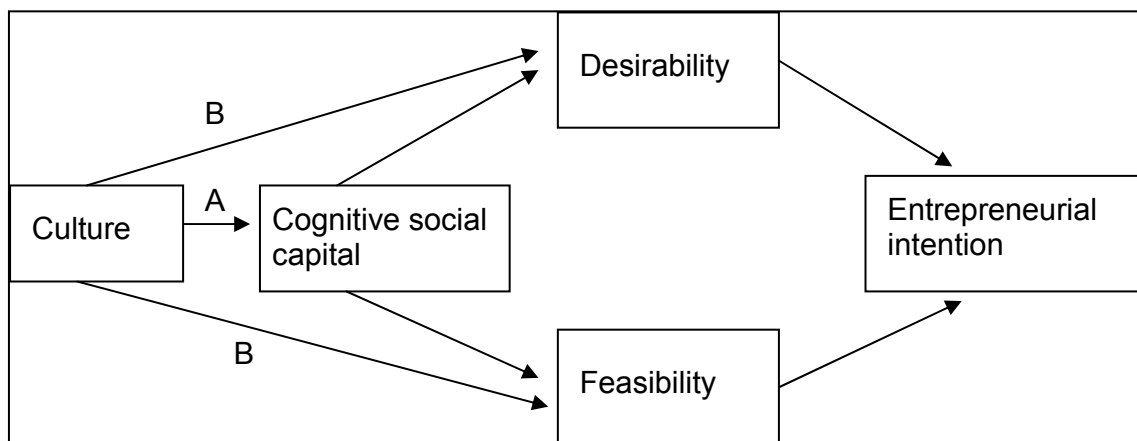 Desirability
B
A
Culture
Cognitive social
capital
Entrepreneurial
intention
B
Feasibility